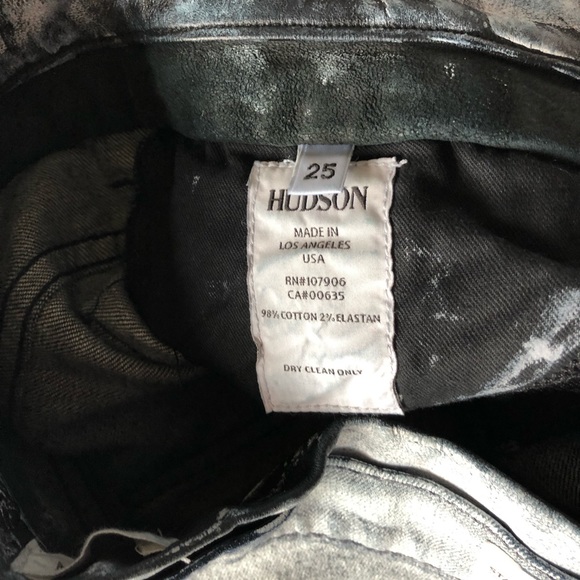 25
HUDSON
MADE IN
LOS ANGELES
USA
RN#107906
CA#00635
98% COTTON 2% ELASTAN
DRY CLEAN ONLY